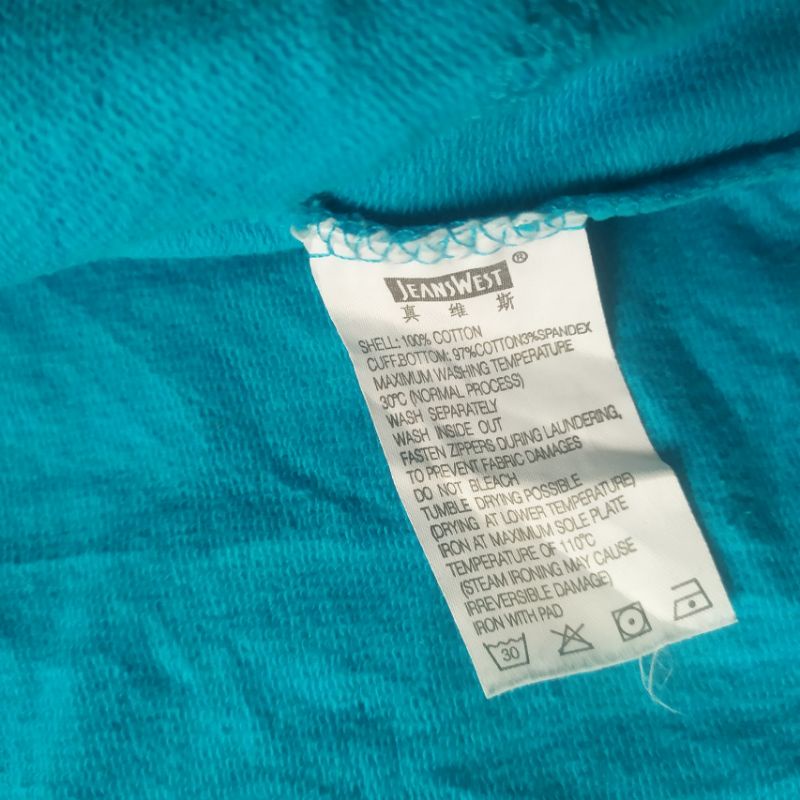 JEANSWEST®
真维斯
SHELL: 100% COTTON
CUFF.BOTTOM: 97%COTTON3%SPANDEX
MAXIMUM WASHING TEMPERATURE
30°C (NORMAL PROCESS)
WASH SEPARATELY
WASH INSIDE OUT
FASTEN ZIPPERS DURING LAUNDERING,
TO PREVENT FABRIC DAMAGES
DO NOT BLEACH
TUMBLE DRYING POSSIBLE
(DRYING AT LOWER TEMPERATURE)
IRON AT MAXIMUM SOLE PLATE
TEMPERATURE OF 110°C
(STEAM IRONING MAY CAUSE
IRREVERSIBLE DAMAGE)
IRON WITH PAD
30